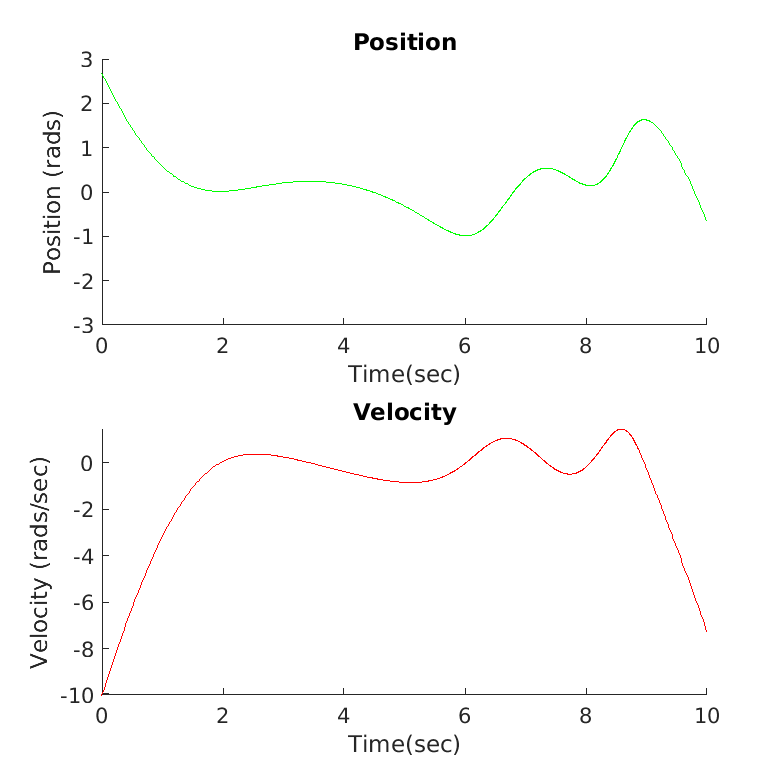 Position
3
2
1
0
-1
-2
-3
Position (rads)
0 2 4 6 8 10
Time(sec)
Velocity
0
-2
-4
-6
-8
-10
Velocity (rads/sec)
0 2 4 6 8 10
Time(sec)